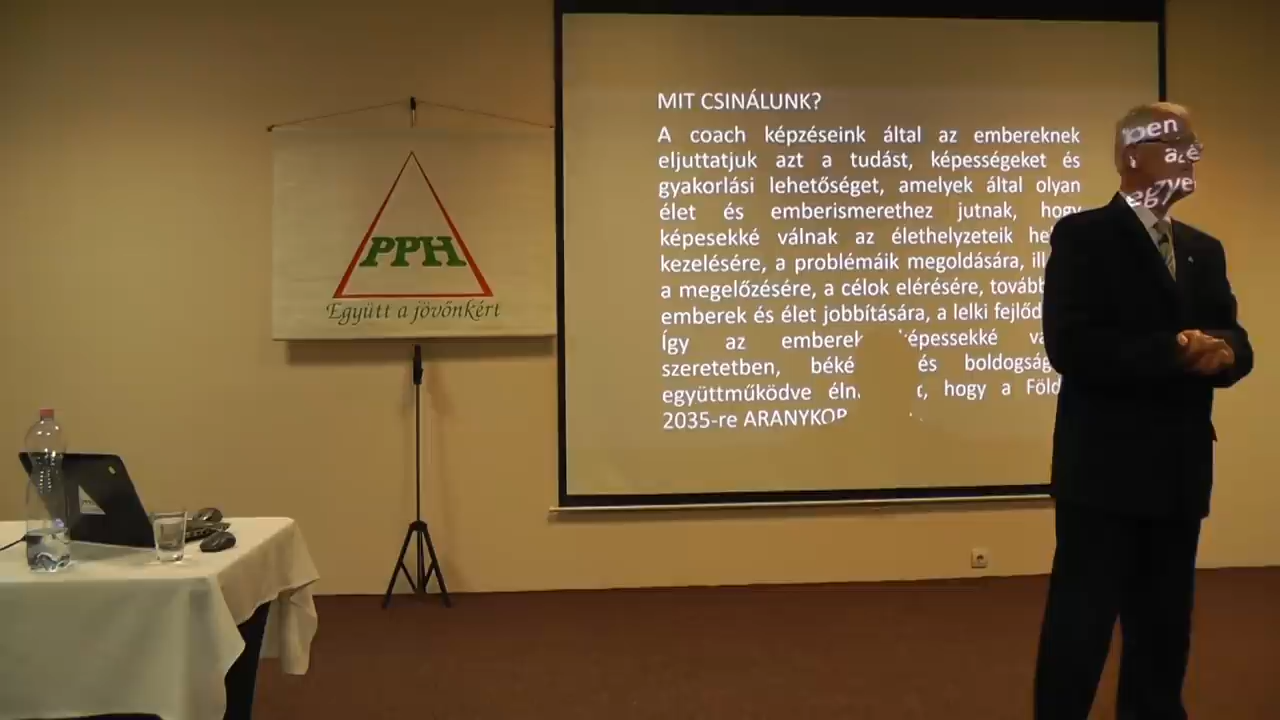 PPH
Együtt a jövőnkért
MIT CSINÁLUNK?
A coach képzéseink által az embereknek
eljuttatjuk azt a tudást, képességeket és
gyakorlási lehetőséget, amelyek által olyan
élet és emberismerethez jutnak, hogy
képesekké válnak az élethelyzeteik
kezelésére, a problémáik megoldására,
a megelőzésére, a célok elérésére,
emberek és élet jobbítására, a lelki
Így az emberek
szeretetben, és
együttműködve hogy a
2035-re